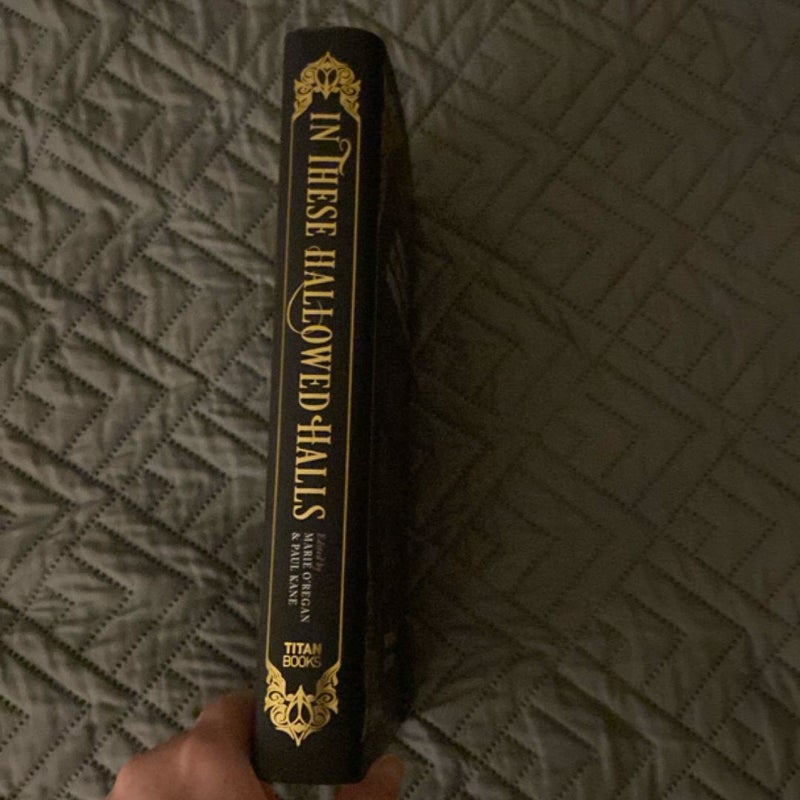 IN THESE HALLOWED HALLS
Edited by
MARIE O'REGAN
& PAUL KANE
TITAN
BOOKS